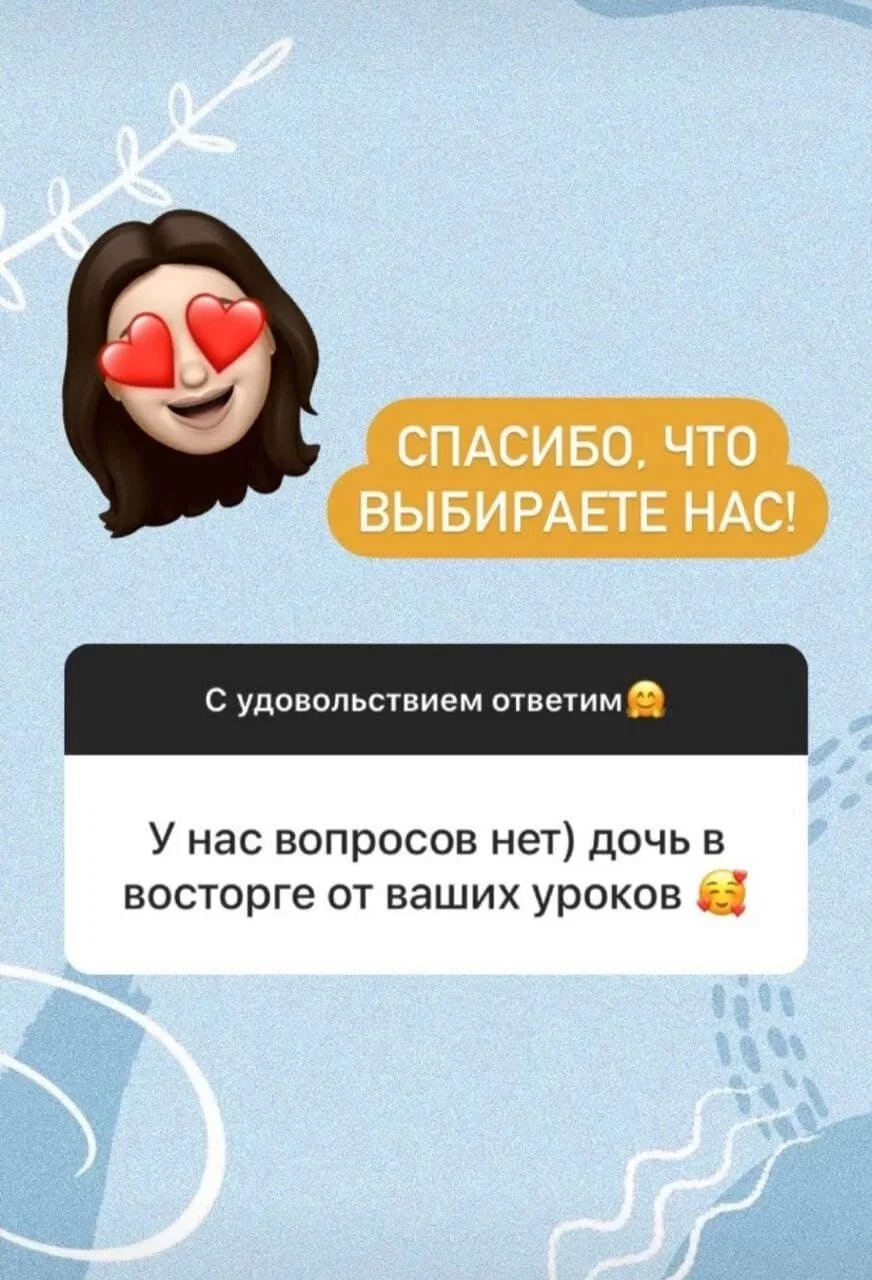 СПАСИБО, ЧТО
ВЫБИРАЕТЕ НАС!
С удовольствием ответим🤗
У нас вопросов нет) дочь в
восторге от ваших уроков 🥰